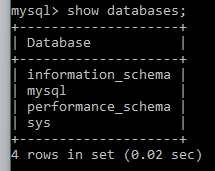 mysql> show databases;
+--------------------+
| Database           |
+--------------------+
| information_schema |
| mysql              |
| performance_schema |
| sys                |
+--------------------+
4 rows in set (0.02 sec)